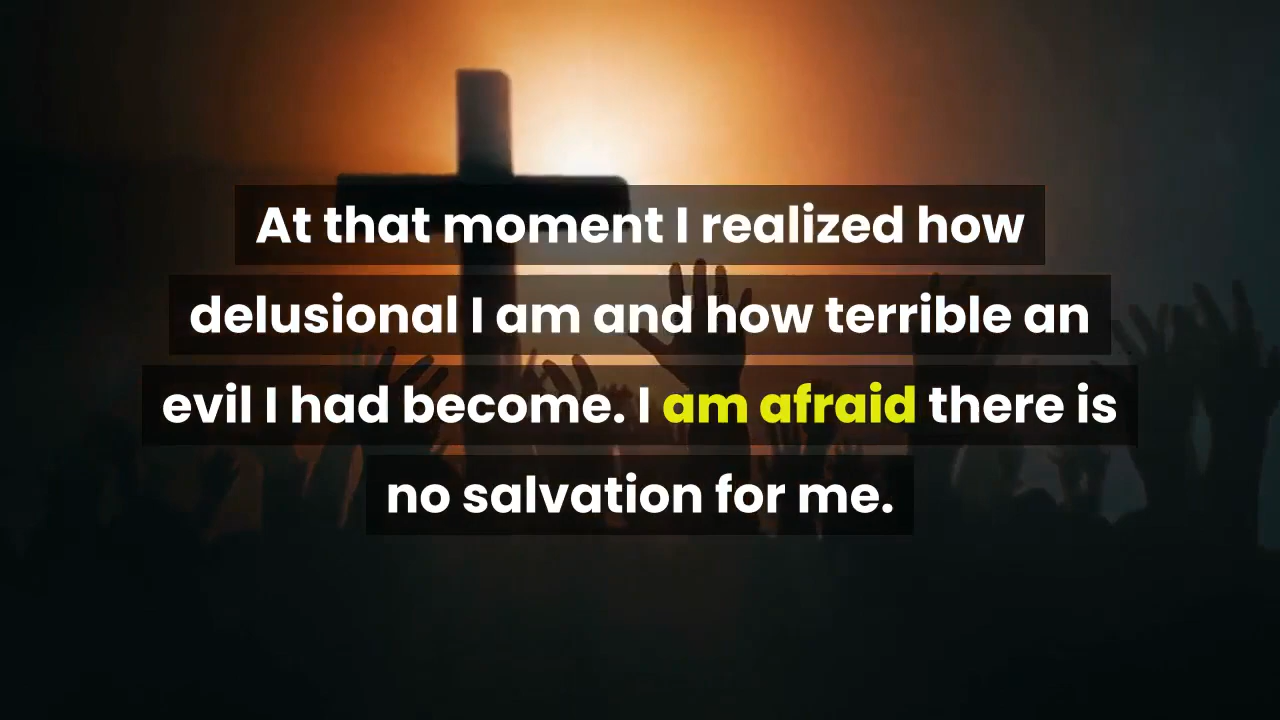 At that moment I realized how
delusional I am and how terrible an
evil I had become. I am afraid there is
no salvation for me.